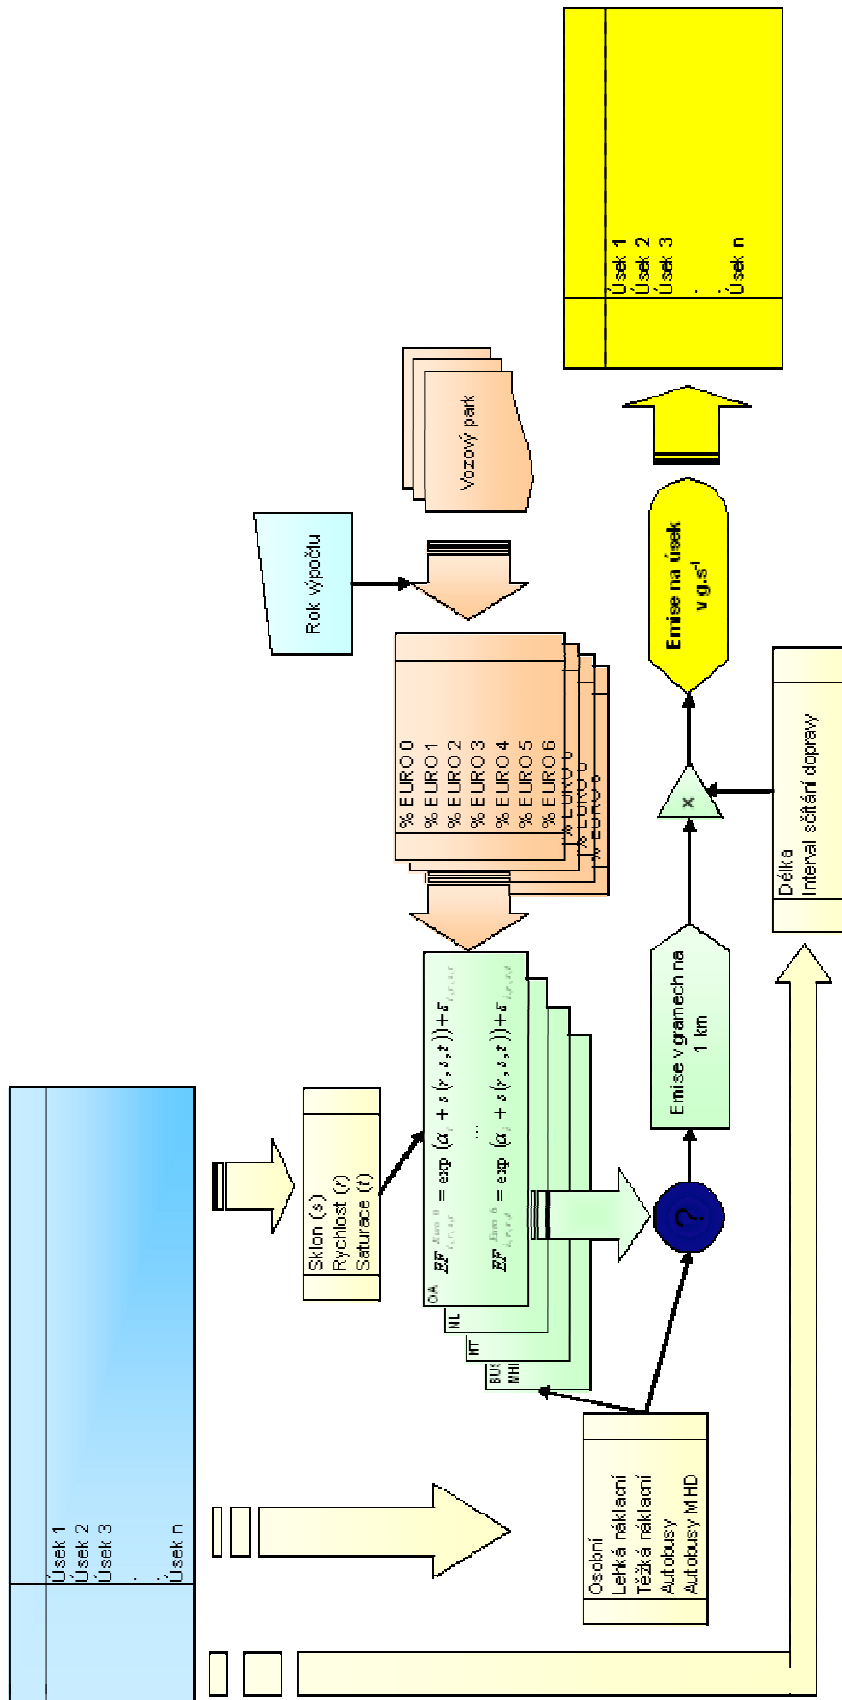 Úsek 1
Úsek 2
Úsek 3
.
.
Úsek n
Osobní
Lehká nákladní
Těžká nákladní
Autobusy
Autobusy MHD
Sklon (s)
Rychlost (r)
Saturace (t)
OA
NL
NT
BUS
MHD
...
% EURO 0
% EURO 1
% EURO 2
% EURO 3
% EURO 4
% EURO 5
% EURO 6
Rok výpočtu
Vozový park
?
Emise v gramech na
1 km
x
Délka
Interval sčítání dopravy
Emise na úsek
v g.s⁻¹
Úsek 1
Úsek 2
Úsek 3
.
.
Úsek n